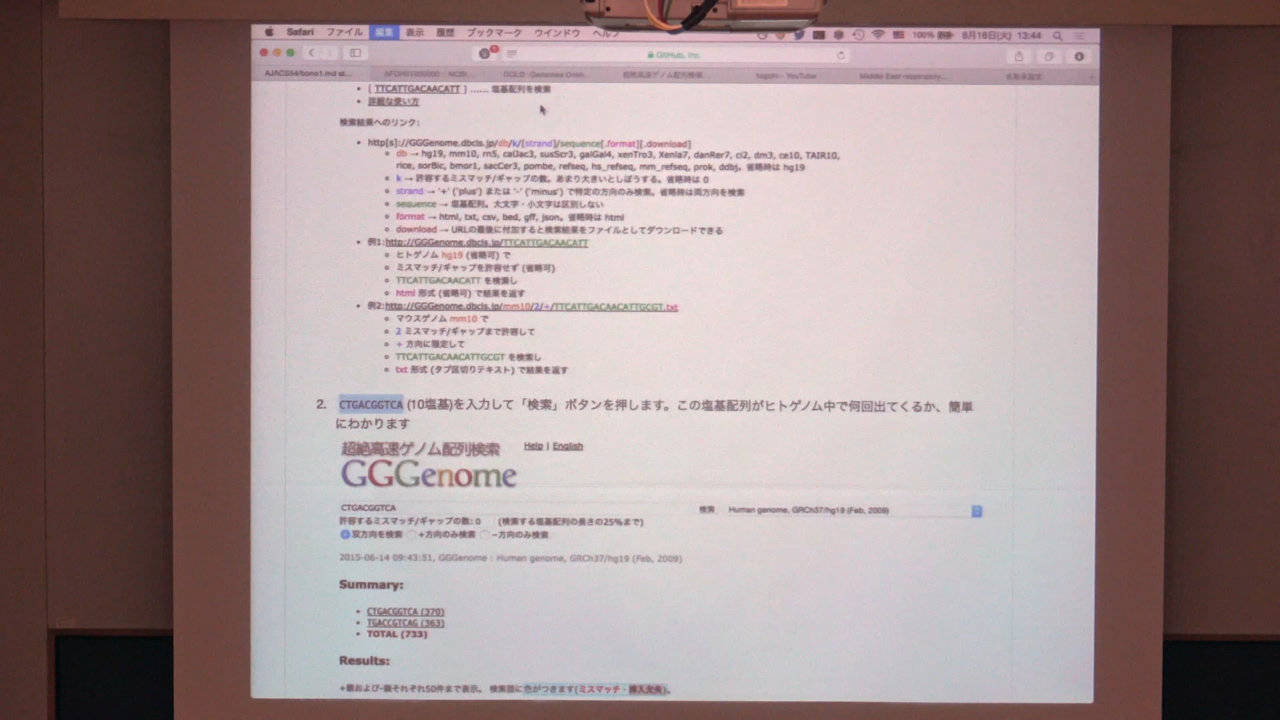 Safari ファイル 編集 表示 履歴 ブックマーク ウインドウ ヘルプ 100% 6月16日(火) 13:44
GitHub, Inc.
AJACS54/bono1.md at...
[ TTCATTGACAACATT ] ...... 塩基配列を検索
詳細な使い方
検索結果へのリンク:
http[s]://GGGenome.dbcls.jp/db/k/[strand]/sequence[.format][.download]
db → hg19, mm10, rn5, calJac3, susScr3, galGal4, xenTro3, Xenla7, danRer7, ci2, dm3, ce10, TAIR10,
rice, sorBic, bmor1, sacCer3, pombe, refseq, hs_refseq, mm_refseq, prok, ddbj。省略時は hg19
k → 許容するミスマッチ/ギャップの数。あまり大きいとしぼうする。省略時は 0
strand → '+' ('plus') または '-' ('minus') で特定の方向のみ検索。省略時は両方向を検索
sequence → 塩基配列。大文字・小文字は区別しない
format → html, txt, csv, bed, gff, json。省略時は html
download → URLの最後に付加すると検索結果をファイルとしてダウンロードできる
例1:http://GGGenome.dbcls.jp/TTCATTGACAACATT
ヒトゲノム hg19 (省略可) で
ミスマッチ/ギャップを許容せず (省略可)
TTCATTGACAACATT を検索し
html 形式 (省略可) で結果を返す
例2:http://GGGenome.dbcls.jp/mm10/2/+/TTCATTGACAACATTGCGT.txt
マウスゲノム mm10 で
2 ミスマッチ/ギャップまで許容して
+ 方向に限定して
TTCATTGACAACATTGCGT を検索し
txt 形式 (タブ区切りテキスト) で結果を返す
2. CTGACGGTCA (10塩基)を入力して「検索」ボタンを押します。この塩基配列がヒトゲノム中で何回出てくるか、簡単
にわかります
超絶高速ゲノム配列検索 Help | English
GGGenome
CTGACGGTCA 検索 Human genome, GRCh37/hg19 (Feb, 2009)
許容するミスマッチ/ギャップの数: 0 (検索する塩基配列の長さの25%まで)
双方向を検索 +方向のみ検索 -方向のみ検索
2015-06-14 09:43:51, GGGenome : Human genome, GRCh37/hg19 (Feb, 2009)
Summary:
CTGACGGTCA (370)
TGACCGTCAG (363)
TOTAL (733)
Results:
+鎖および-鎖それぞれ50件まで表示。 検索語に色がつきます(ミスマッチ・挿入欠失)。